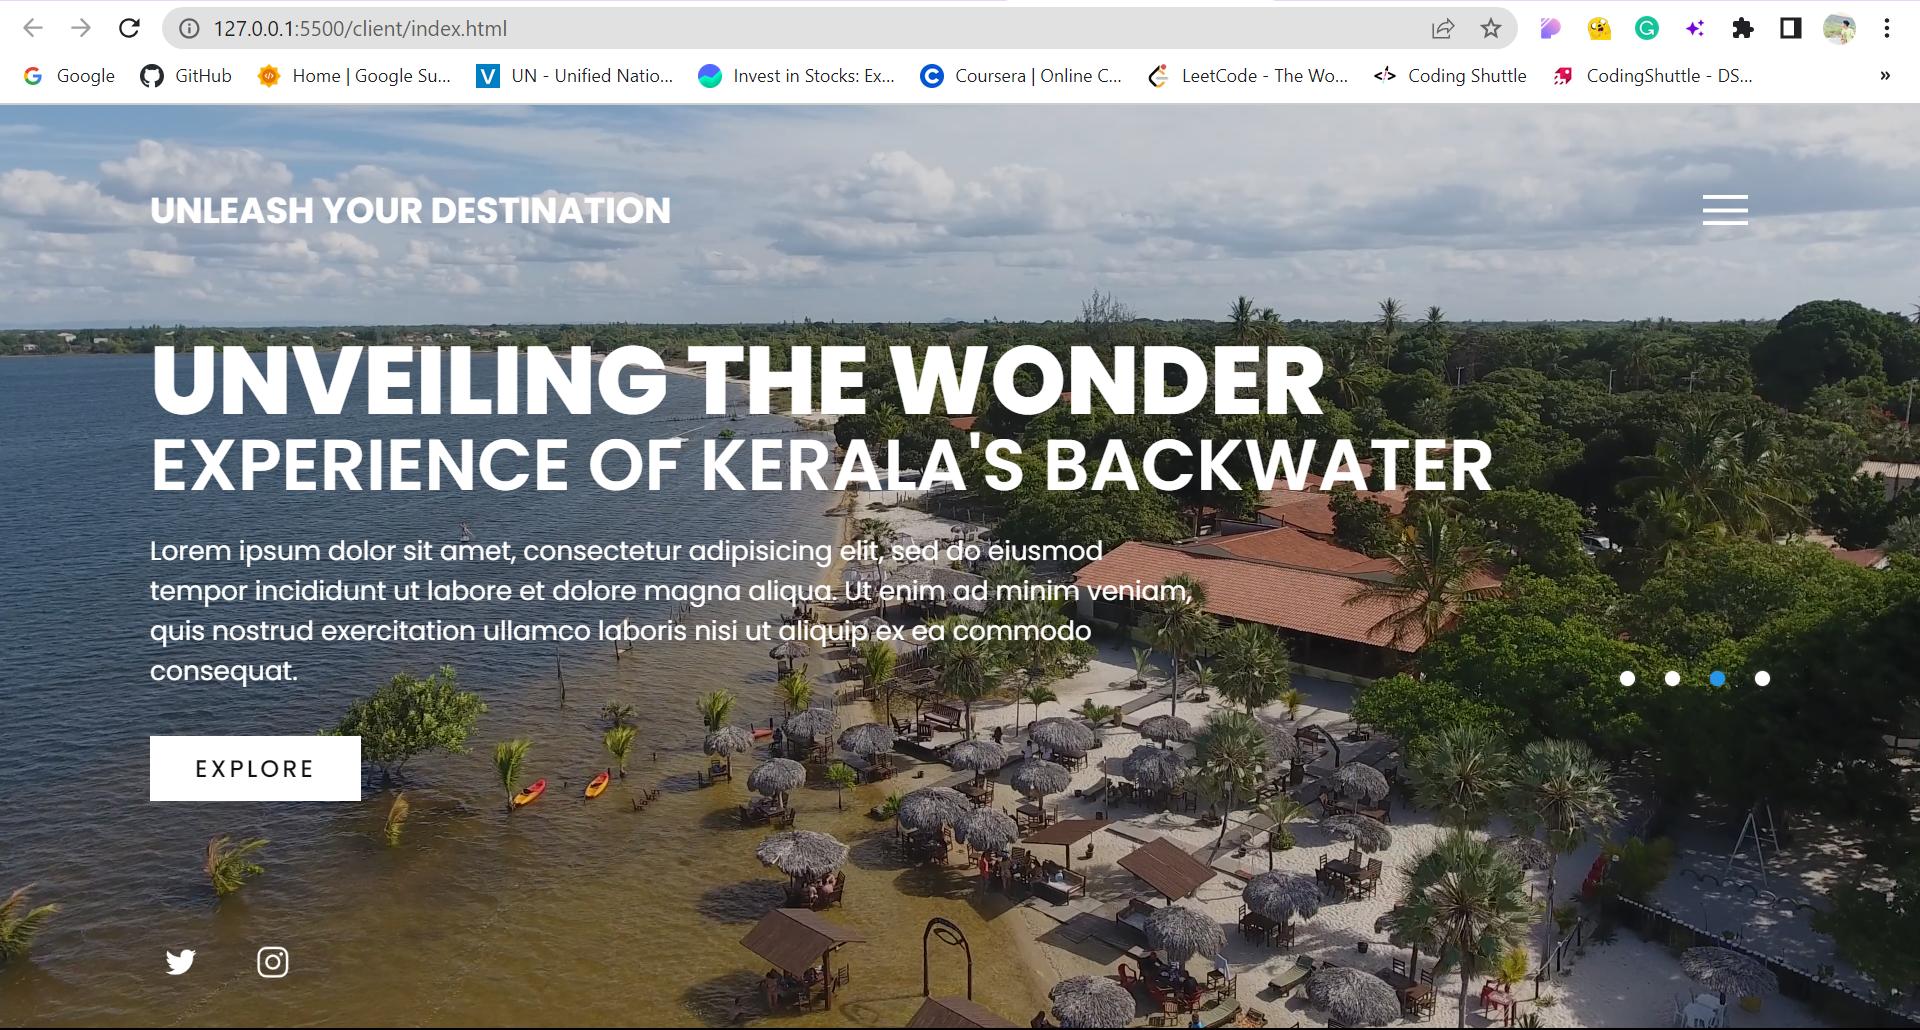 127.0.0.1:5500/client/index.html
Google
GitHub
Home | Google Su...
UN - Unified Natio...
Invest in Stocks: Ex...
Coursera | Online C...
LeetCode - The Wo...
Coding Shuttle
CodingShuttle - DS...
»
UNLEASH YOUR DESTINATION
UNVEILING THE WONDER
EXPERIENCE OF KERALA'S BACKWATER
Lorem ipsum dolor sit amet, consectetur adipisicing elit, sed do eiusmod
tempor incididunt ut labore et dolore magna aliqua. Ut enim ad minim veniam,
quis nostrud exercitation ullamco laboris nisi ut aliquip ex ea commodo
consequat.
EXPLORE